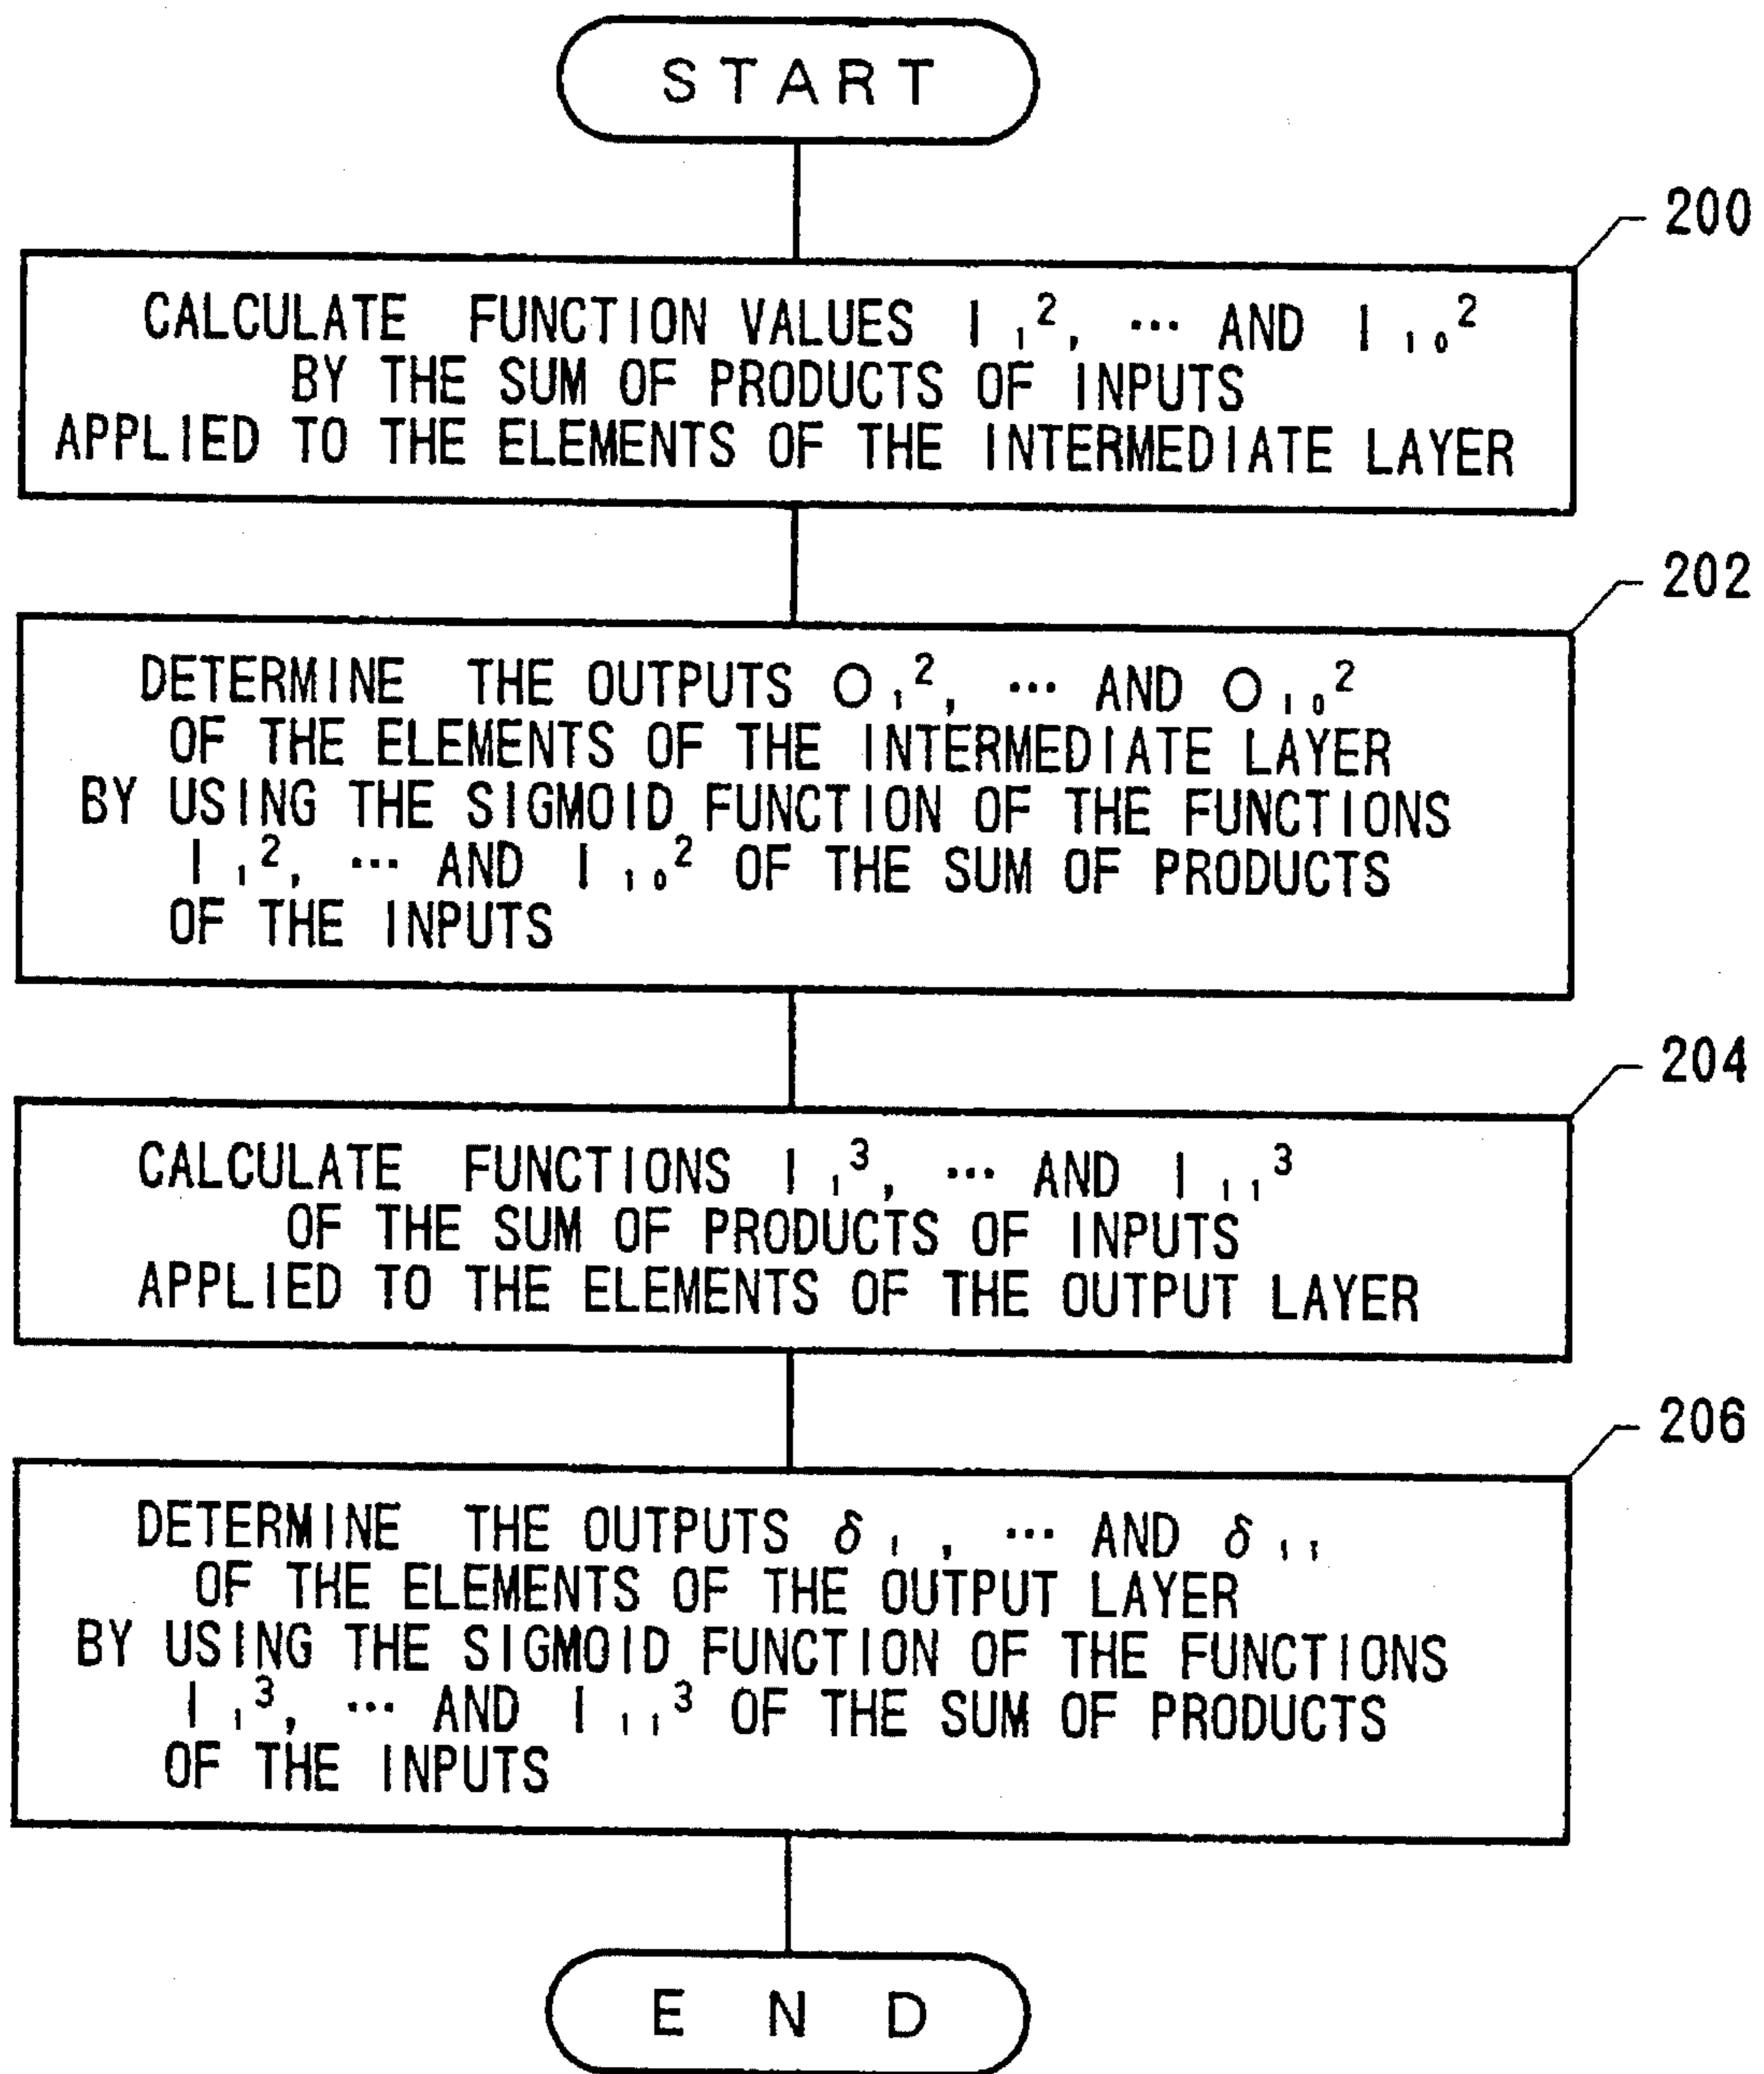 START
200
CALCULATE FUNCTION VALUES I₁², ··· AND I₁₀²
BY THE SUM OF PRODUCTS OF INPUTS
APPLIED TO THE ELEMENTS OF THE INTERMEDIATE LAYER
202
DETERMINE THE OUTPUTS O₁², ··· AND O₁₀²
OF THE ELEMENTS OF THE INTERMEDIATE LAYER
BY USING THE SIGMOID FUNCTION OF THE FUNCTIONS
I₁², ··· AND I₁₀² OF THE SUM OF PRODUCTS
OF THE INPUTS
204
CALCULATE FUNCTIONS I₁³, ··· AND I₁₁³
OF THE SUM OF PRODUCTS OF INPUTS
APPLIED TO THE ELEMENTS OF THE OUTPUT LAYER
206
DETERMINE THE OUTPUTS δ₁, ··· AND δ₁₁
OF THE ELEMENTS OF THE OUTPUT LAYER
BY USING THE SIGMOID FUNCTION OF THE FUNCTIONS
I₁³, ··· AND I₁₁³ OF THE SUM OF PRODUCTS
OF THE INPUTS
END